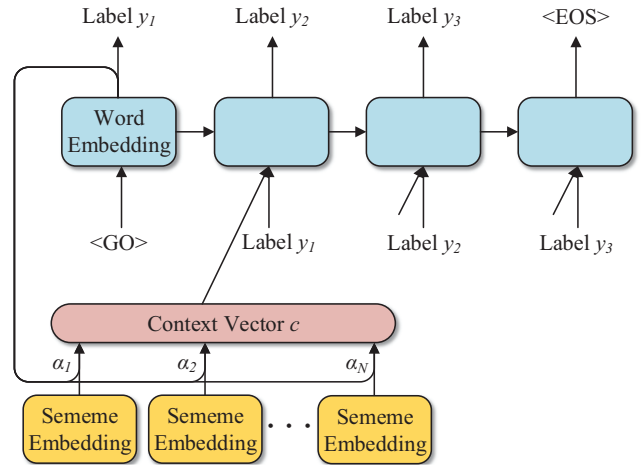 Label y1 Label y2 Label y3 <EOS>
Word
Embedding
<GO> Label y1 Label y2 Label y3
Context Vector c
α1 α2 αN
Sememe Sememe . . . Sememe
Embedding Embedding Embedding